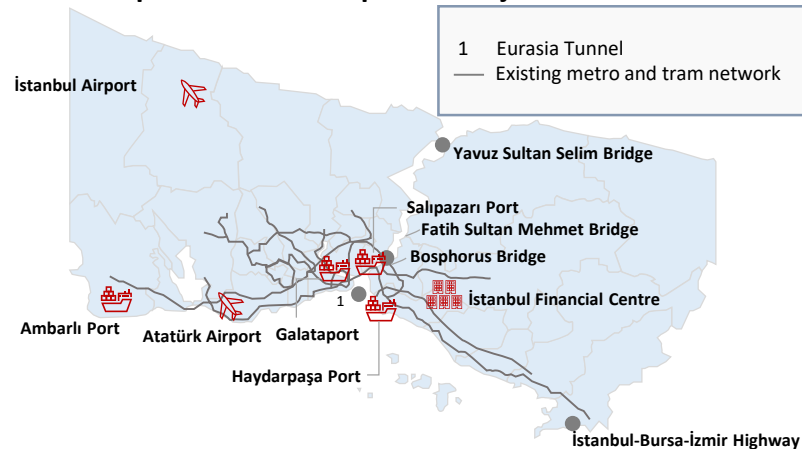 1 Eurasia Tunnel
Existing metro and tram network
İstanbul Airport
Yavuz Sultan Selim Bridge
Salıpazarı Port
Fatih Sultan Mehmet Bridge
Bosphorus Bridge
İstanbul Financial Centre
1
Ambarlı Port
Atatürk Airport
Galataport
Haydarpaşa Port
İstanbul-Bursa-İzmir Highway